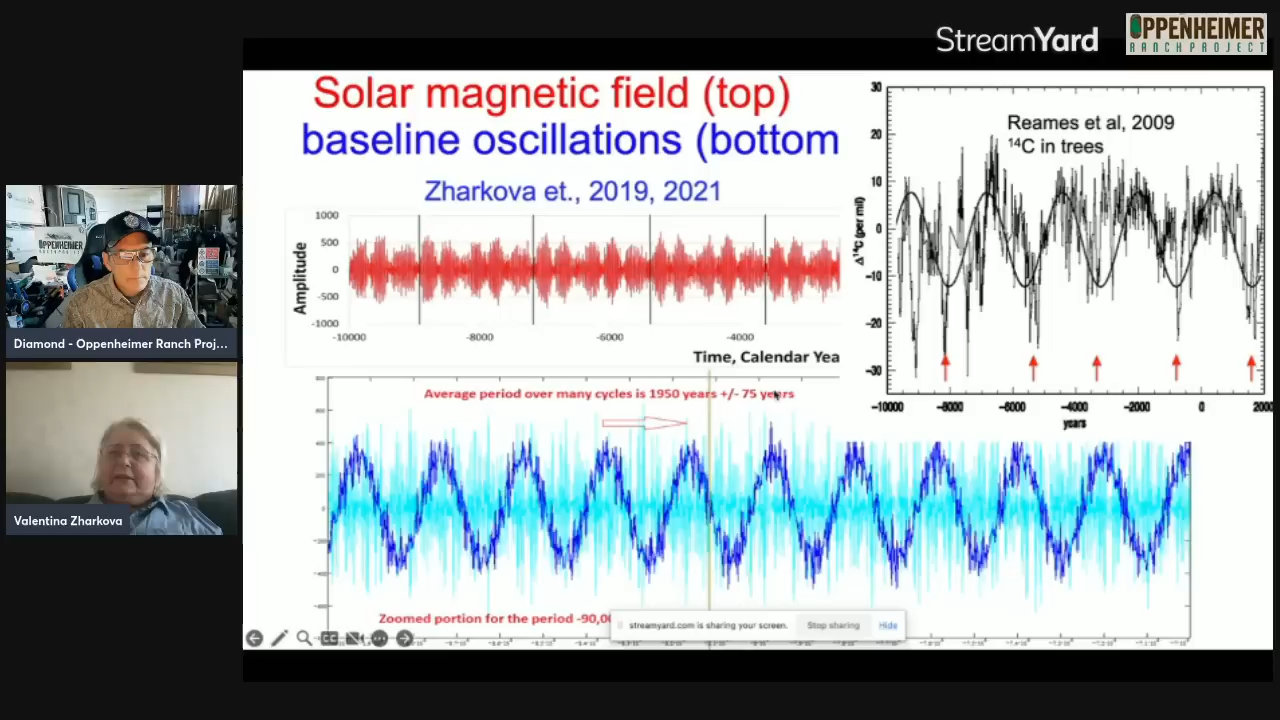 StreamYard
OPPENHEIMER
RANCH PROJECT
Solar magnetic field (top)
baseline oscillations (bottom
Zharkova et., 2019, 2021
1000
500
0
-500
-1000
Amplitude
-10000
-8000
-6000
-4000
Time, Calendar Yea
30
20
10
0
-10
-20
-30
Δ¹⁴C (per mil)
Reames et al, 2009
¹⁴C in trees
-10000
-8000
-6000
-4000
-2000
0
2000
years
Average period over many cycles is 1950 years +/- 75 years
Zoomed portion for the period -90,00
streamyard.com is sharing your screen.
Stop sharing
Hide
OPPENHEIMER
Diamond - Oppenheimer Ranch Proj...
Valentina Zharkova